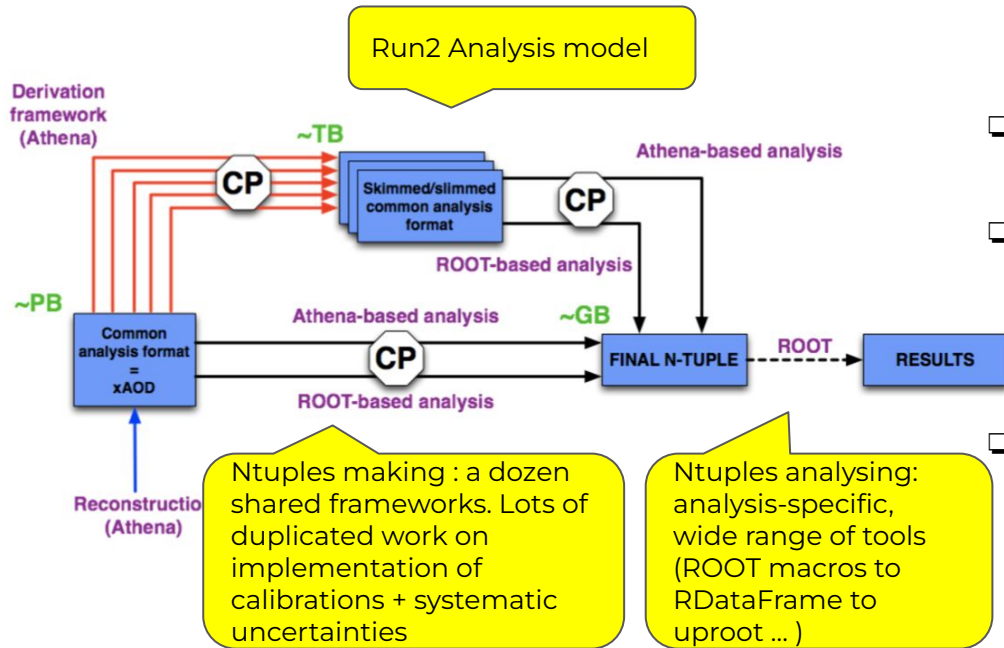 Run2 Analysis model
Derivation
framework
(Athena)
~TB
CP
Skimmed/slimmed
common analysis
format
Athena-based analysis
CP
ROOT-based analysis
~PB
Common
analysis format
=
xAOD
Athena-based analysis
CP
ROOT-based analysis
~GB
FINAL N-TUPLE
ROOT
RESULTS
Reconstructio
(Athena)
Ntuples making : a dozen
shared frameworks. Lots of
duplicated work on
implementation of
calibrations + systematic
uncertainties
Ntuples analysing:
analysis-specific,
wide range of tools
(ROOT macros to
RDataFrame to
uproot ... )